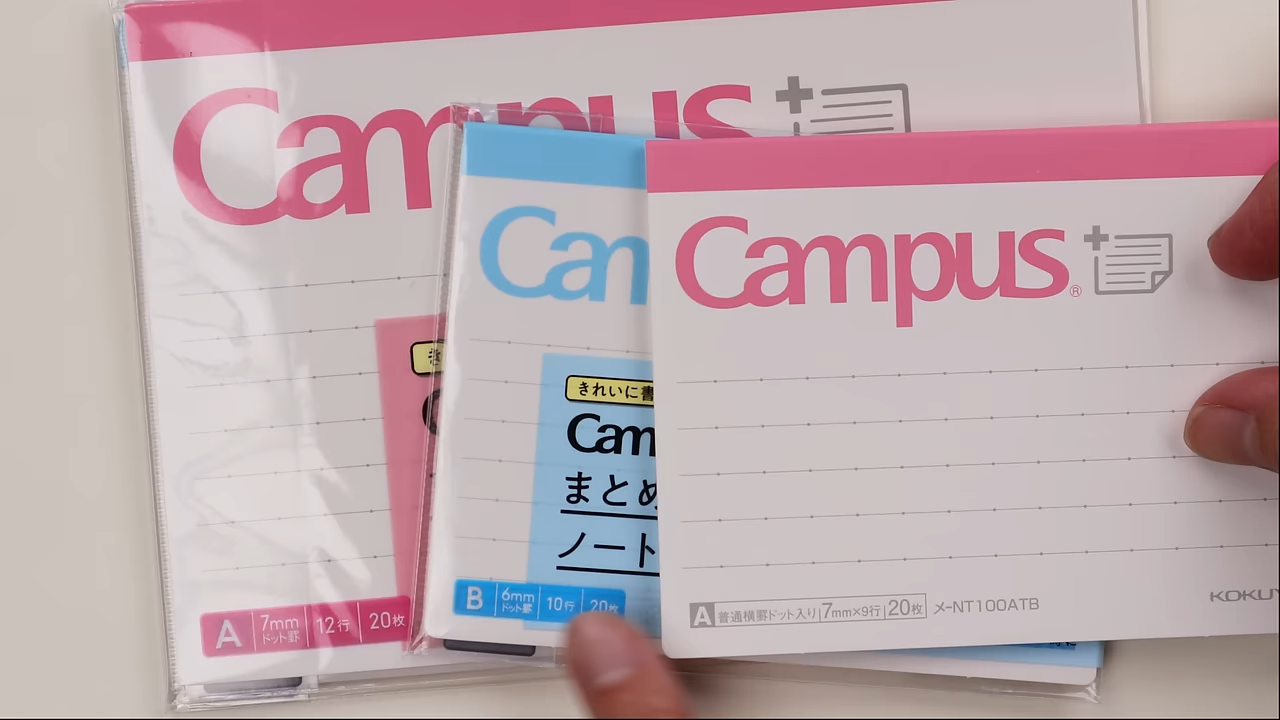 Campus
A 7mm ドット罫 12行 20枚
きれいに書
Cam
まとめ
ノート
B 6mm ドット罫 10行 20枚
Campus®
A 普通横罫ドット入り 7mm×9行 20枚 メ-NT100ATB